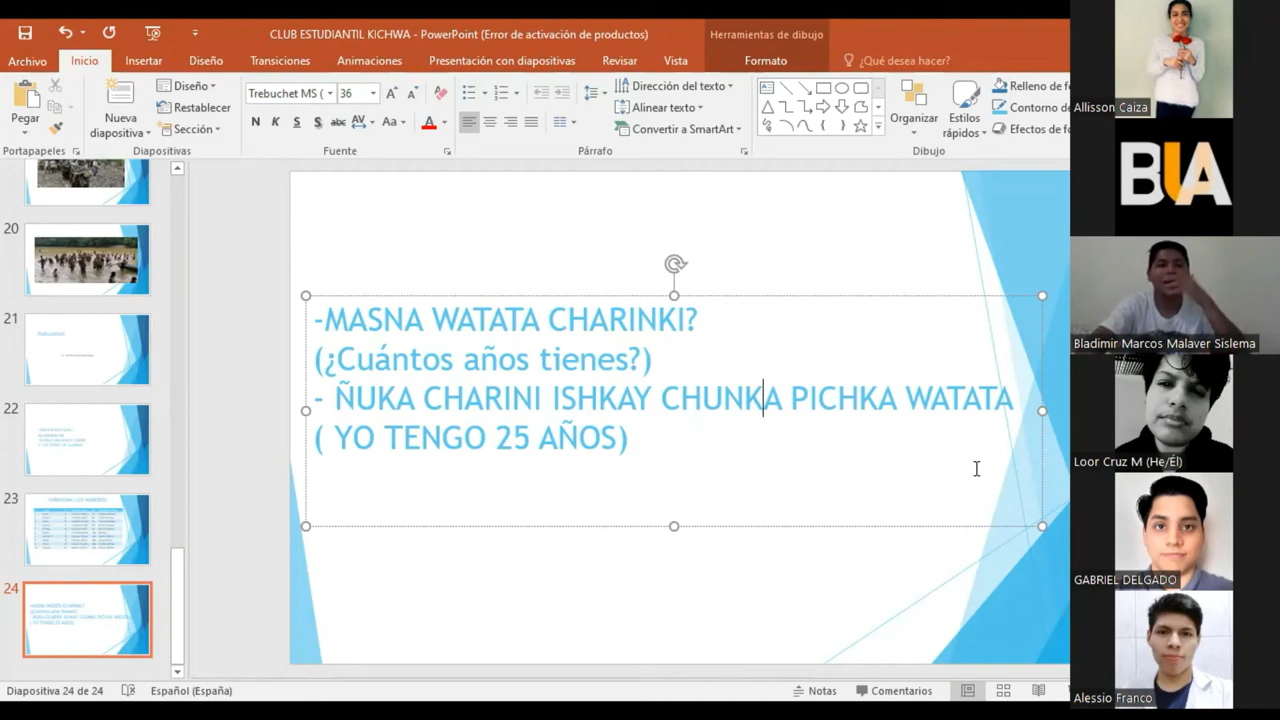 CLUB ESTUDIANTIL KICHWA - PowerPoint (Error de activación de productos)
Herramientas de dibujo
Archivo
Inicio
Insertar
Diseño
Transiciones
Animaciones
Presentación con diapositivas
Revisar
Vista
Formato
¿Qué desea hacer?
Pegar
Nueva diapositiva
Diseño
Restablecer
Sección
Trebuchet MS (
36
N K S S abc AV Aa A
Dirección del texto
Alinear texto
Convertir a SmartArt
Organizar
Estilos rápidos
Relleno de f
Contorno de
Efectos de fo
Portapapeles
Diapositivas
Fuente
Párrafo
Dibujo
20
21
22
23
24
-MASNA WATATA CHARINKI?
(¿Cuántos años tienes?)
- ÑUKA CHARINI ISHKAY CHUNKA PICHKA WATATA
( YO TENGO 25 AÑOS)
Diapositiva 24 de 24
Español (España)
Notas
Comentarios
Allisson Caiza
BUA
Bladimir Marcos Malaver Sislema
Loor Cruz M (He/Él)
GABRIEL DELGADO
Alessio Franco